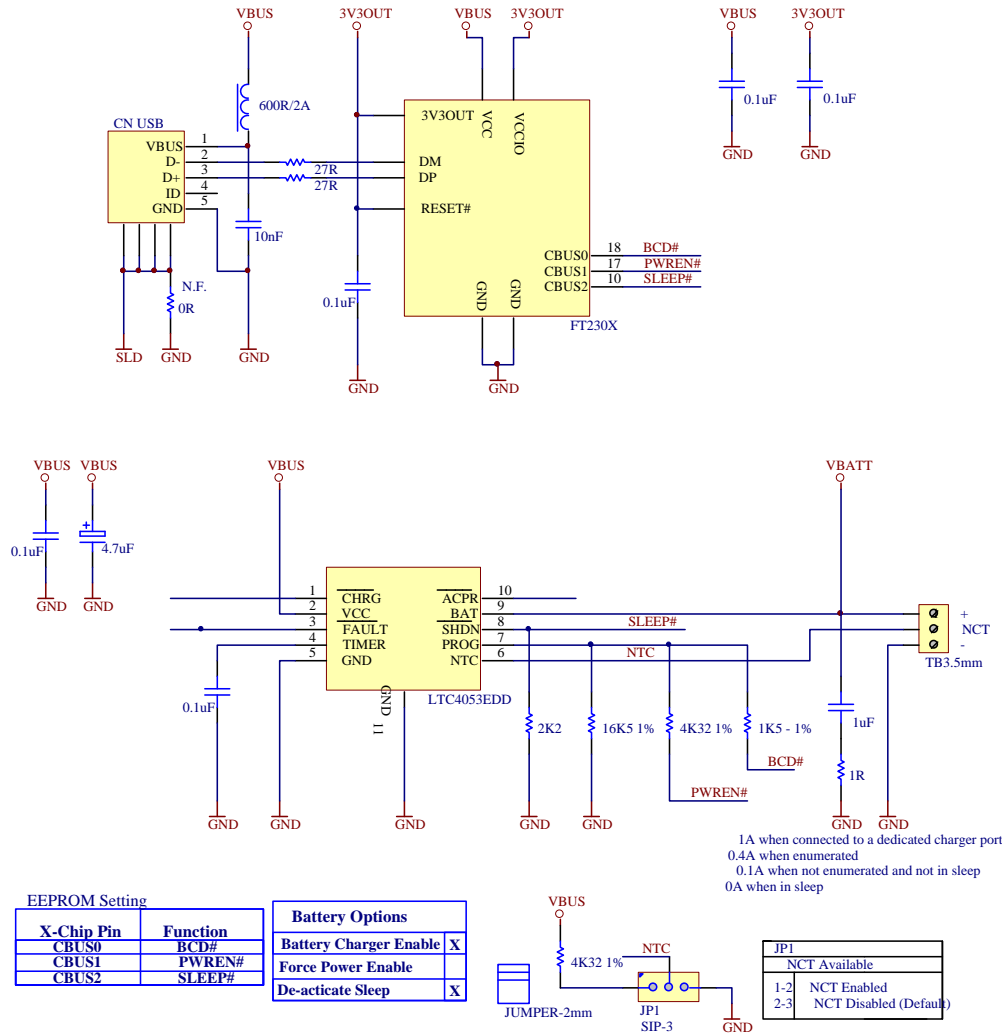 VBUS
3V3OUT
VBUS
3V3OUT
VBUS
3V3OUT
600R/2A
0.1uF
0.1uF
GND
GND
CN USB
VBUS 1
D- 2
D+ 3
ID 4
GND 5
27R
27R
10nF
N.F.
0R
0.1uF
SLD
GND
GND
GND
3V3OUT
VCC
VCCIO
DM
DP
RESET#
CBUS0 18 BCD#
CBUS1 17 PWREN#
CBUS2 10 SLEEP#
GND
GND
FT230X
GND
VBUS
VBUS
VBUS
VBATT
0.1uF
+
4.7uF
GND
GND
1 CHRG
2 VCC
3 FAULT
4 TIMER
5 GND
ACPR 10
BAT 9
SHDN 8 SLEEP#
PROG 7
NTC 6 NTC
GND 11
LTC4053EDD
+
NCT
-
TB3.5mm
0.1uF
2K2
16K5 1%
4K32 1%
1K5 - 1%
1uF
BCD#
1R
PWREN#
GND
GND
GND
GND
GND
GND
1A when connected to a dedicated charger port
0.4A when enumerated
0.1A when not enumerated and not in sleep
0A when in sleep
EEPROM Setting
X-Chip Pin Function
CBUS0 BCD#
CBUS1 PWREN#
CBUS2 SLEEP#
Battery Options
Battery Charger Enable X
Force Power Enable
De-acticate Sleep X
VBUS
4K32 1%
NTC
JUMPER-2mm
JP1
SIP-3
GND
JP1
NCT Available
1-2 NCT Enabled
2-3 NCT Disabled (Default)